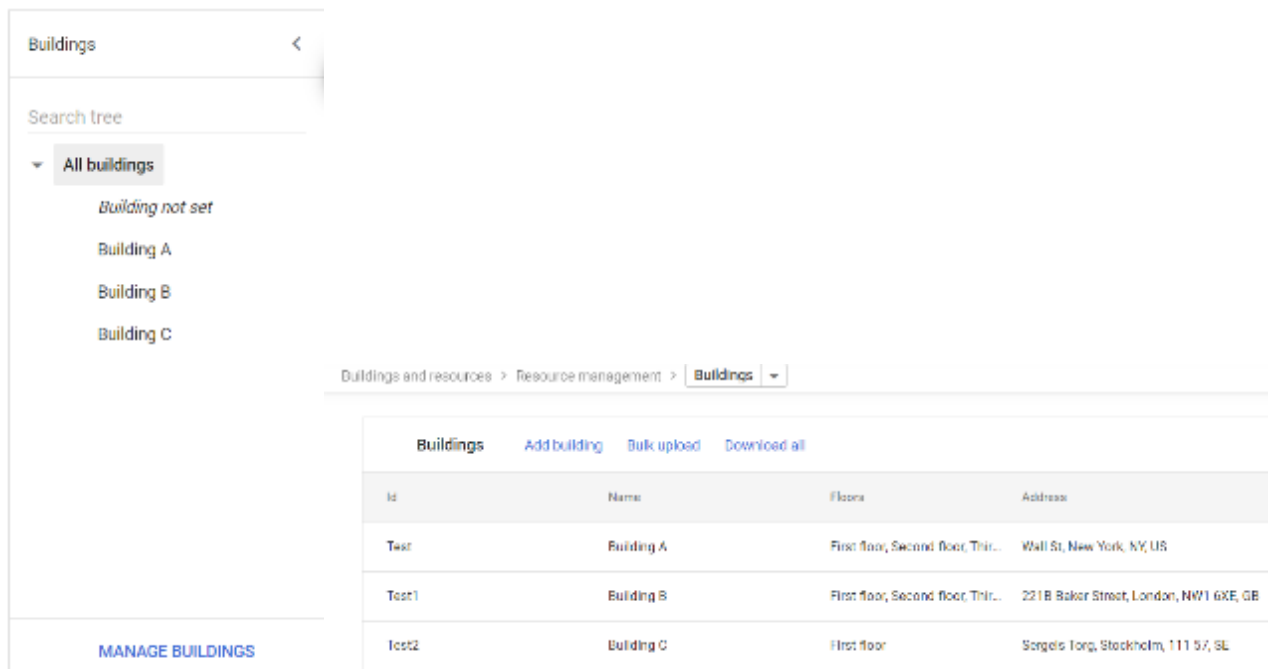 Buildings
Search tree
All buildings
Building not set
Building A
Building B
Building C
MANAGE BUILDINGS
Buildings and resources > Resource management > Buildings
Buildings Add building Bulk upload Download all
Id Name Floors Address
Test Building A First floor, Second floor, Thir... Wall St, New York, NY, US
Test1 Building B First floor, Second floor, Thir... 221B Baker Street, London, NW1 6XE, GB
Test2 Building C First floor Sergels Torg, Stockholm, 111 57, SE